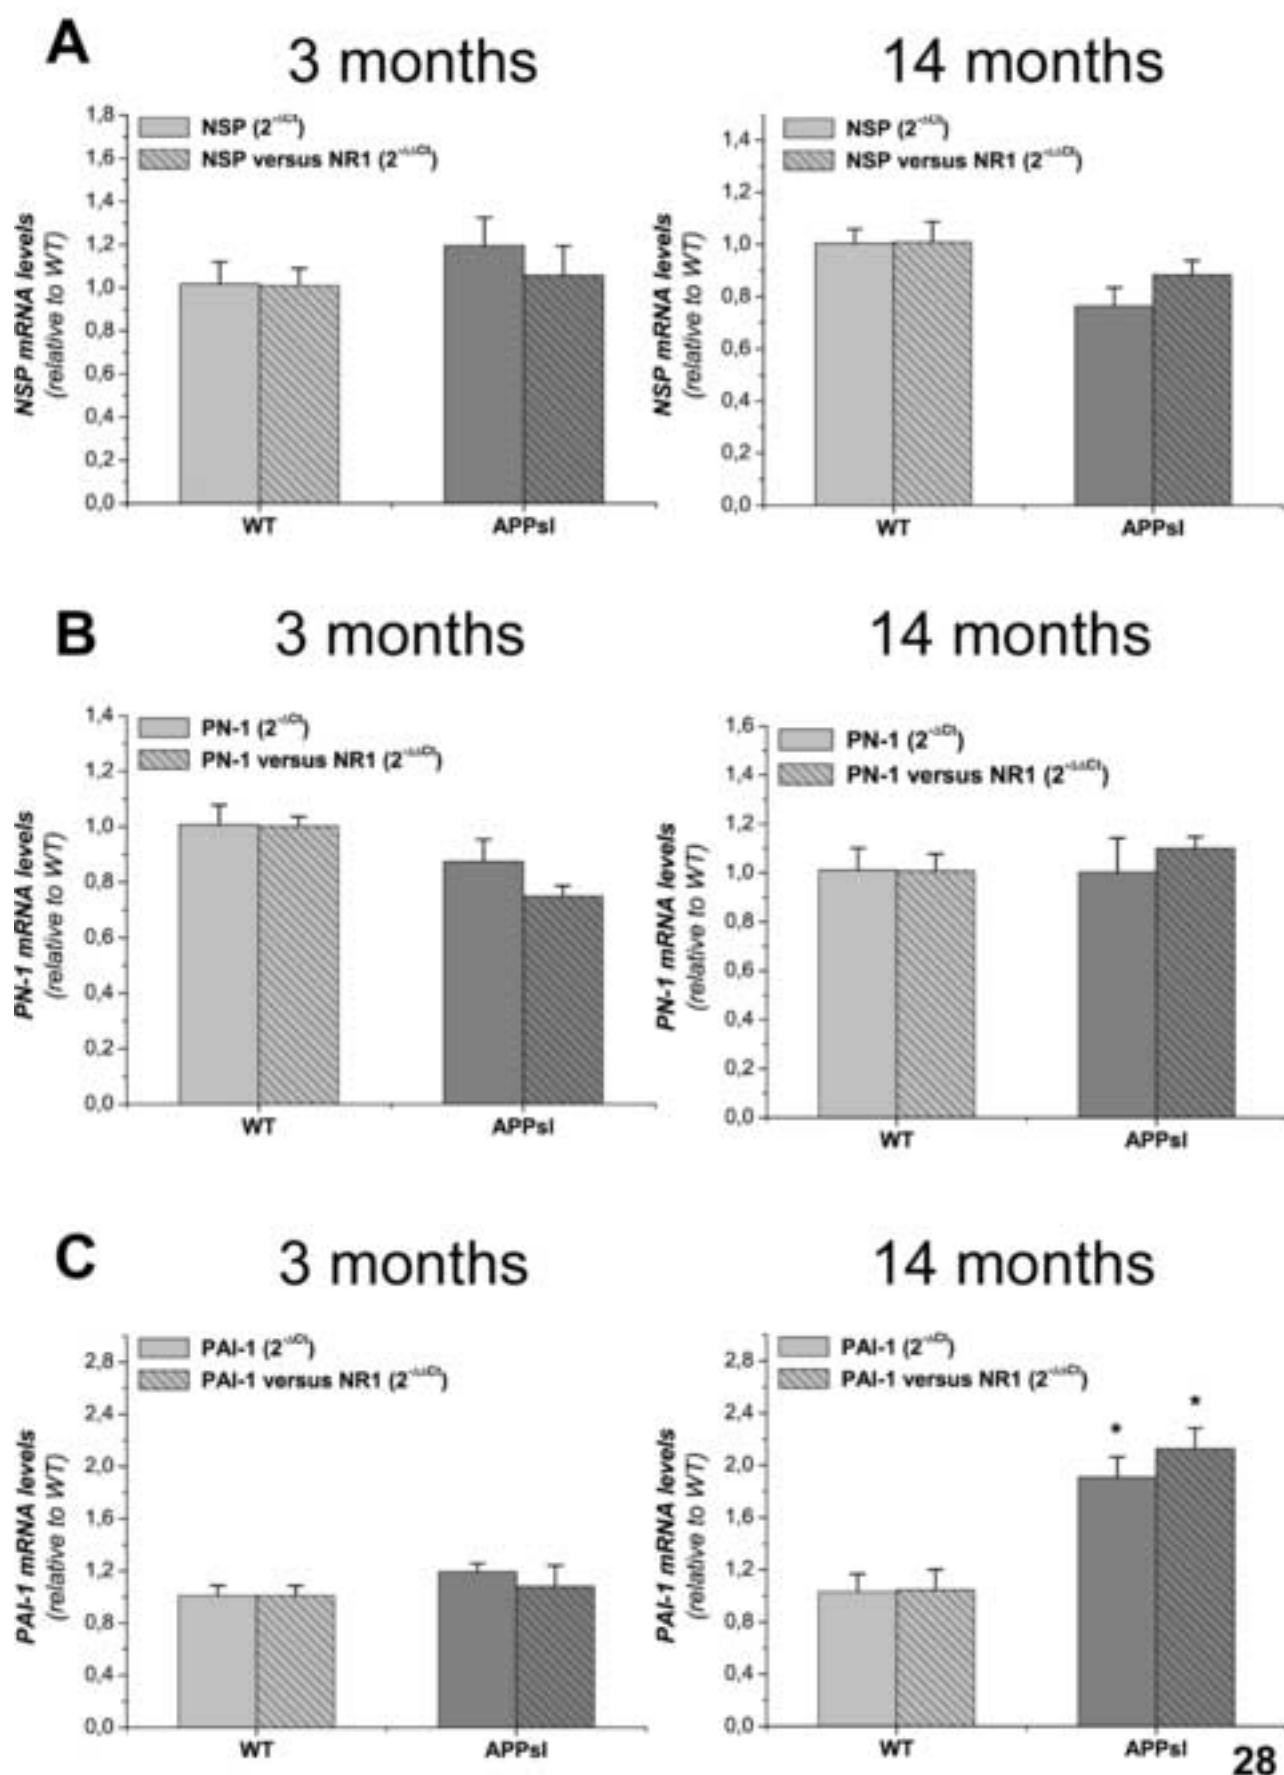 A
3 months
14 months
NSP (2^-ΔCt)
NSP versus NR1 (2^-ΔΔCt)
NSP mRNA levels
(relative to WT)
1,8
1,6
1,4
1,2
1,0
0,8
0,6
0,4
0,2
0,0
WT
APPsl
NSP (2^-ΔCt)
NSP versus NR1 (2^-ΔΔCt)
NSP mRNA levels
(relative to WT)
1,4
1,2
1,0
0,8
0,6
0,4
0,2
0,0
WT
APPsl
B
3 months
14 months
PN-1 (2^-ΔCt)
PN-1 versus NR1 (2^-ΔΔCt)
PN-1 mRNA levels
(relative to WT)
1,4
1,2
1,0
0,8
0,6
0,4
0,2
0,0
WT
APPsl
PN-1 (2^-ΔCt)
PN-1 versus NR1 (2^-ΔΔCt)
PN-1 mRNA levels
(relative to WT)
1,6
1,4
1,2
1,0
0,8
0,6
0,4
0,2
0,0
WT
APPsl
C
3 months
14 months
PAI-1 (2^-ΔCt)
PAI-1 versus NR1 (2^-ΔΔCt)
PAI-1 mRNA levels
(relative to WT)
2,8
2,4
2,0
1,6
1,2
0,8
0,4
0,0
WT
APPsl
PAI-1 (2^-ΔCt)
PAI-1 versus NR1 (2^-ΔΔCt)
PAI-1 mRNA levels
(relative to WT)
2,8
2,4
2,0
1,6
1,2
0,8
0,4
0,0
* *
WT
APPsl
28